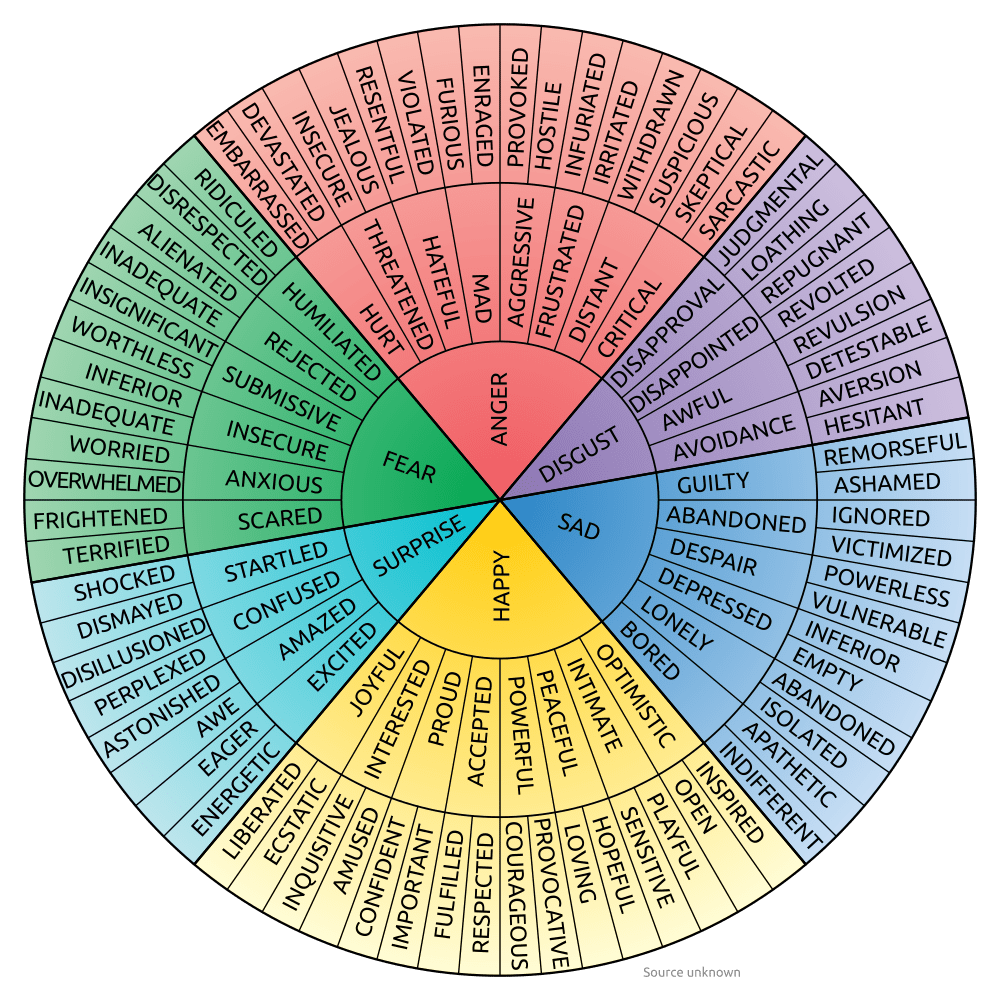 ANGER
HURT
THREATENED
HATEFUL
MAD
AGGRESSIVE
FRUSTRATED
DISTANT
CRITICAL
EMBARRASSED
DEVASTATED
INSECURE
JEALOUS
RESENTFUL
VIOLATED
FURIOUS
ENRAGED
PROVOKED
HOSTILE
INFURIATED
IRRITATED
WITHDRAWN
SUSPICIOUS
SKEPTICAL
SARCASTIC
DISGUST
DISAPPROVAL
DISAPPOINTED
AWFUL
AVOIDANCE
JUDGMENTAL
LOATHING
REPUGNANT
REVOLTED
REVULSION
DETESTABLE
AVERSION
HESITANT
SAD
GUILTY
ABANDONED
DESPAIR
DEPRESSED
LONELY
BORED
REMORSEFUL
ASHAMED
IGNORED
VICTIMIZED
POWERLESS
VULNERABLE
INFERIOR
EMPTY
ABANDONED
ISOLATED
APATHETIC
INDIFFERENT
HAPPY
OPTIMISTIC
INTIMATE
PEACEFUL
POWERFUL
ACCEPTED
PROUD
INTERESTED
JOYFUL
INSPIRED
OPEN
PLAYFUL
SENSITIVE
HOPEFUL
LOVING
PROVOCATIVE
COURAGEOUS
RESPECTED
FULFILLED
IMPORTANT
CONFIDENT
AMUSED
INQUISITIVE
ECSTATIC
LIBERATED
SURPRISE
EXCITED
AMAZED
CONFUSED
STARTLED
ENERGETIC
EAGER
AWE
ASTONISHED
PERPLEXED
DISILLUSIONED
DISMAYED
SHOCKED
FEAR
SCARED
ANXIOUS
INSECURE
SUBMISSIVE
REJECTED
HUMILIATED
TERRIFIED
FRIGHTENED
OVERWHELMED
WORRIED
INADEQUATE
INFERIOR
WORTHLESS
INSIGNIFICANT
INADEQUATE
ALIENATED
DISRESPECTED
RIDICULED
Source unknown